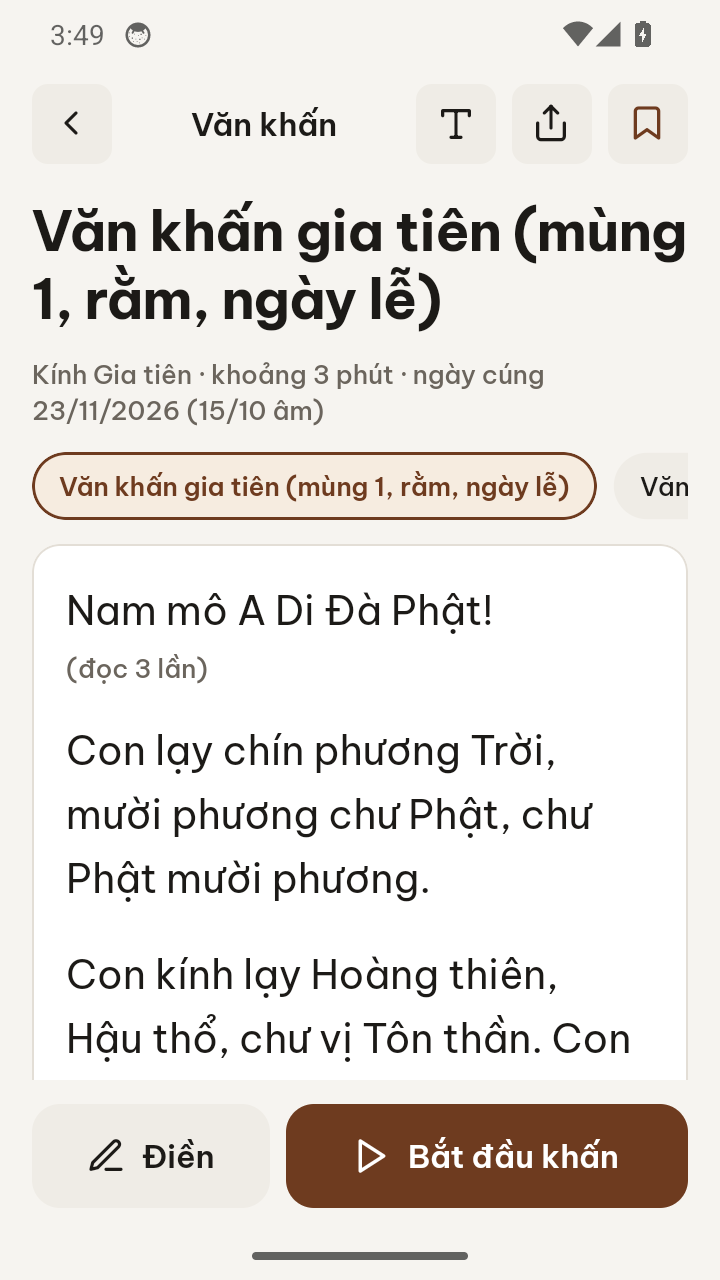 3:49
Văn khấn
Văn khấn gia tiên (mùng
1, rằm, ngày lễ)
Kính Gia tiên · khoảng 3 phút · ngày cúng
23/11/2026 (15/10 âm)
Văn khấn gia tiên (mùng 1, rằm, ngày lễ)
Văn
Nam mô A Di Đà Phật!
(đọc 3 lần)
Con lạy chín phương Trời,
mười phương chư Phật, chư
Phật mười phương.
Con kính lạy Hoàng thiên,
Hậu thổ, chư vị Tôn thần. Con
Điền
Bắt đầu khấn